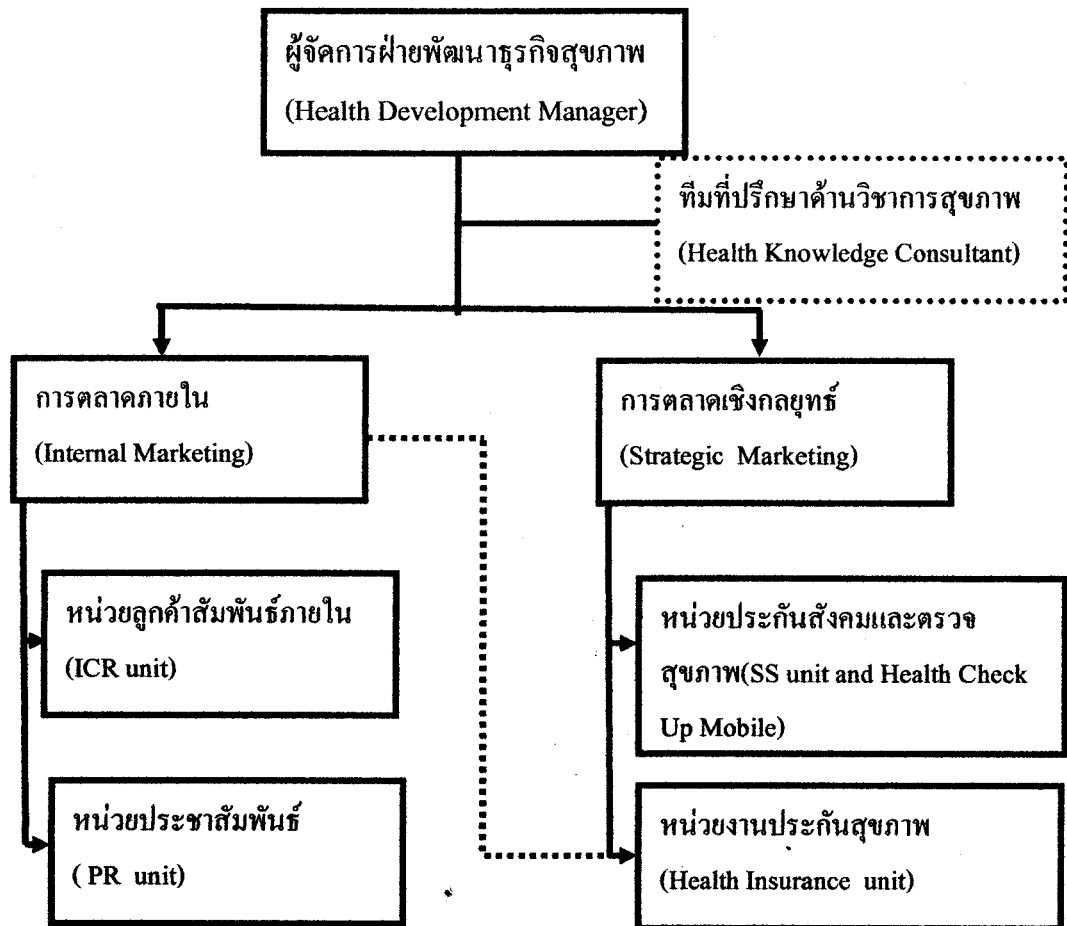 ผู้จัดการฝ่ายพัฒนาธุรกิจสุขภาพ
(Health Development Manager)
ทีมที่ปรึกษาด้านวิชาการสุขภาพ
(Health Knowledge Consultant)
การตลาดภายใน
(Internal Marketing)
การตลาดเชิงกลยุทธ์
(Strategic Marketing)
หน่วยลูกค้าสัมพันธ์ภายใน
(ICR unit)
หน่วยประกันสังคมและตรวจ
สุขภาพ(SS unit and Health Check
Up Mobile)
หน่วยประชาสัมพันธ์
( PR unit)
หน่วยงานประกันสุขภาพ
(Health Insurance unit)